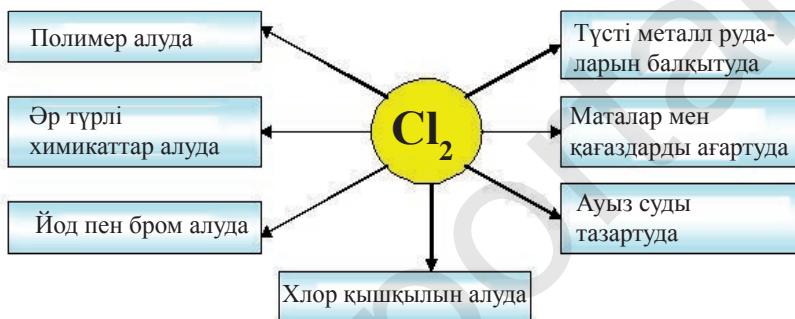 Полимер алуда
Әр түрлі
химикаттар алуда
Йод пен бром алуда
Cl₂
Түсті металл руда-
ларын балқытуда
Маталар мен
қағаздарды ағартуда
Ауыз суды
тазартуда
Хлор қышқылын алуда